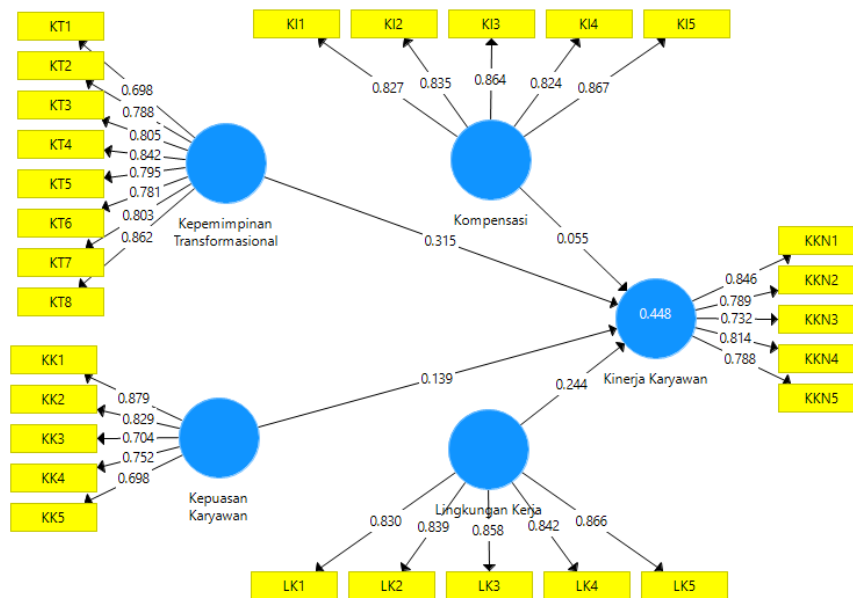 KI1
KI2
KI3
KI4
KI5
0.827
0.835
0.864
0.824
0.867
Kompensasi
0.055
KT1
KT2
KT3
KT4
KT5
KT6
KT7
KT8
0.698
0.788
0.805
0.842
0.795
0.781
0.803
0.862
Kepemimpinan
Transformasional
0.315
KKN1
KKN2
KKN3
KKN4
KKN5
0.846
0.789
0.732
0.814
0.788
0.448
Kinerja Karyawan
KK1
KK2
KK3
KK4
KK5
0.879
0.829
0.704
0.752
0.698
Kepuasan
Karyawan
0.139
0.244
Lingkungan Kerja
0.830
0.839
0.858
0.842
0.866
LK1
LK2
LK3
LK4
LK5